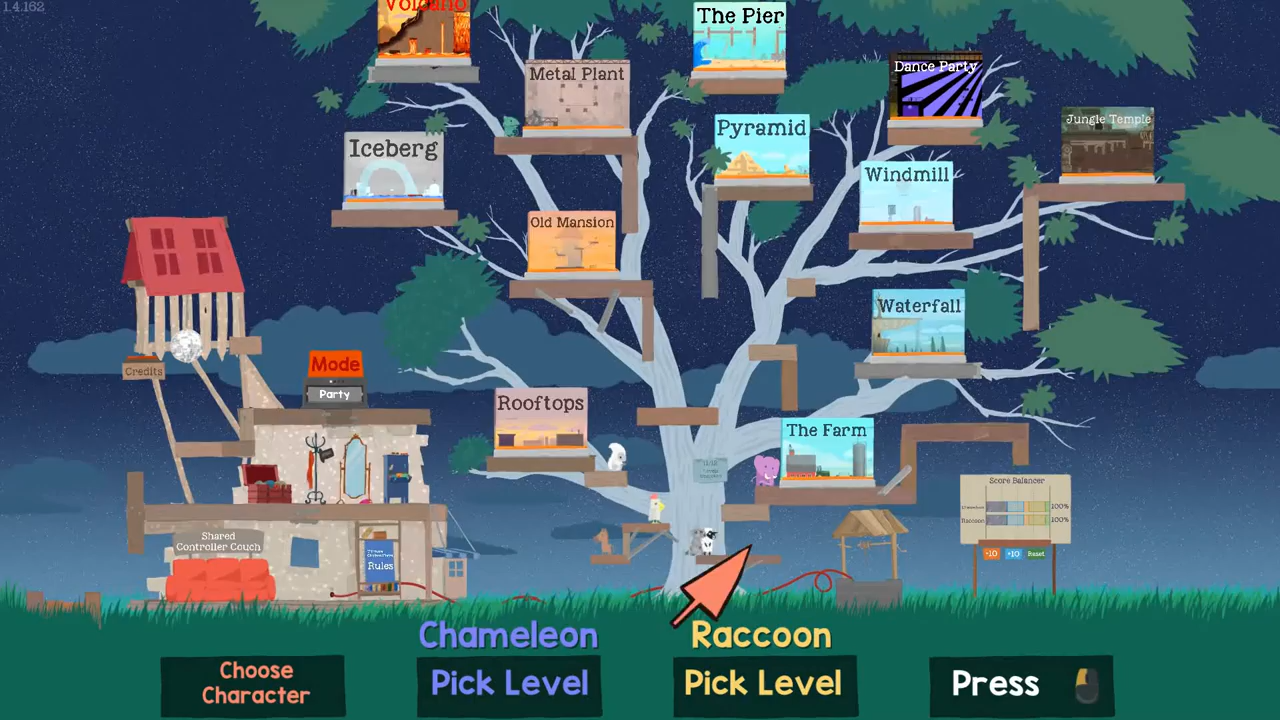 1.4.162
Volcano
The Pier
Metal Plant
Dance Party
Pyramid
Jungle Temple
Iceberg
Windmill
Old Mansion
Waterfall
Mode
Party
Credits
Rooftops
The Farm
Score Balancer
100%
Raccoon
100%
-10
+10
Reset
Shared
Controller Couch
Rules
Chameleon
Raccoon
Choose
Character
Pick Level
Pick Level
Press